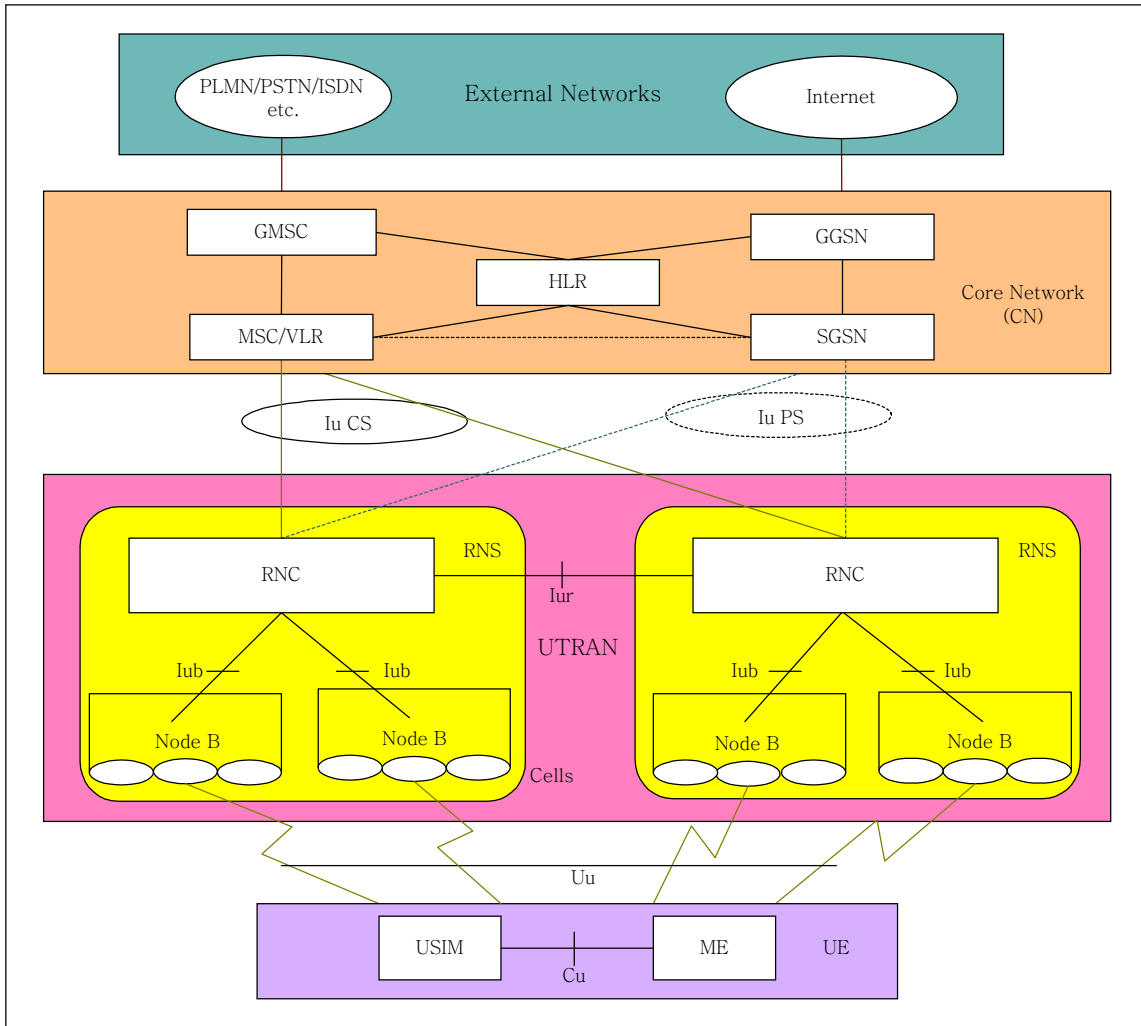 PLMN/PSTN/ISDN
etc.
External Networks
Internet
GMSC
GGSN
HLR
Core Network
(CN)
MSC/VLR
SGSN
Iu CS
Iu PS
RNS
RNS
RNC
RNC
Iur
UTRAN
Iub
Iub
Iub
Iub
Node B
Node B
Node B
Node B
Cells
Uu
USIM
ME
UE
Cu